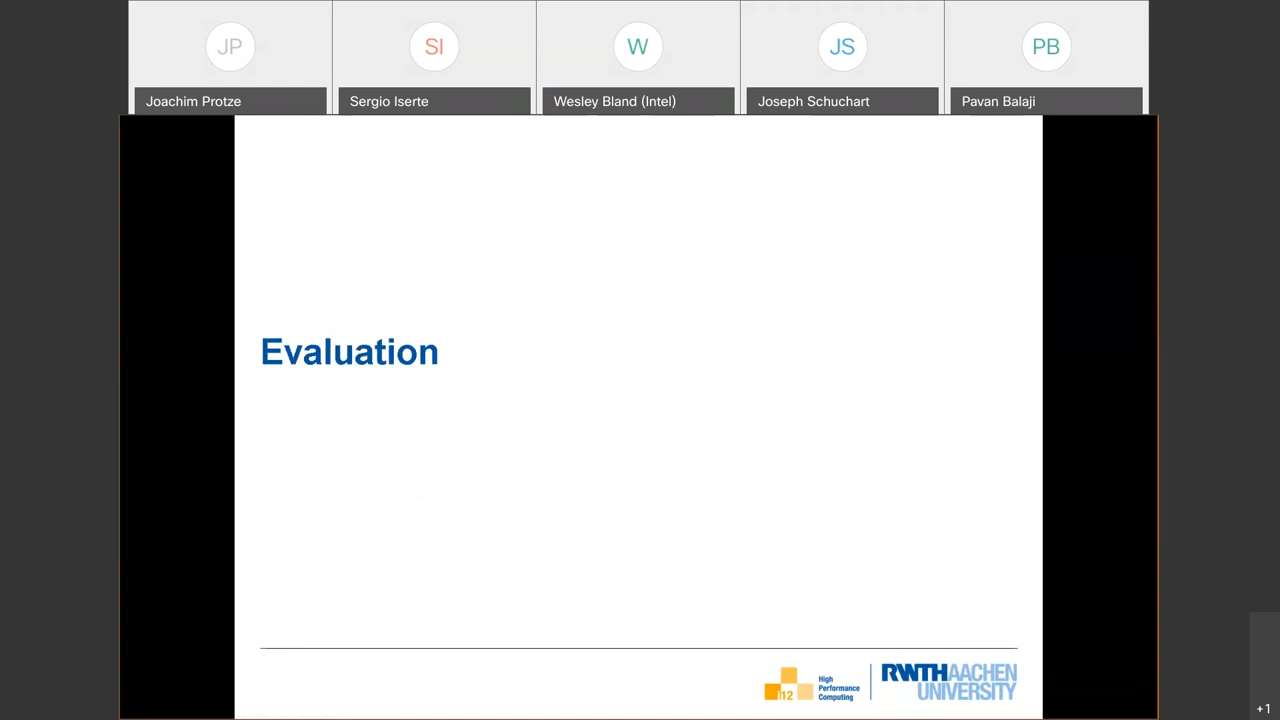 JP
SI
W
JS
PB
Joachim Protze
Sergio Iserte
Wesley Bland (Intel)
Joseph Schuchart
Pavan Balaji
Evaluation
i12
High
Performance
Computing
RWTHAACHEN
UNIVERSITY
+1